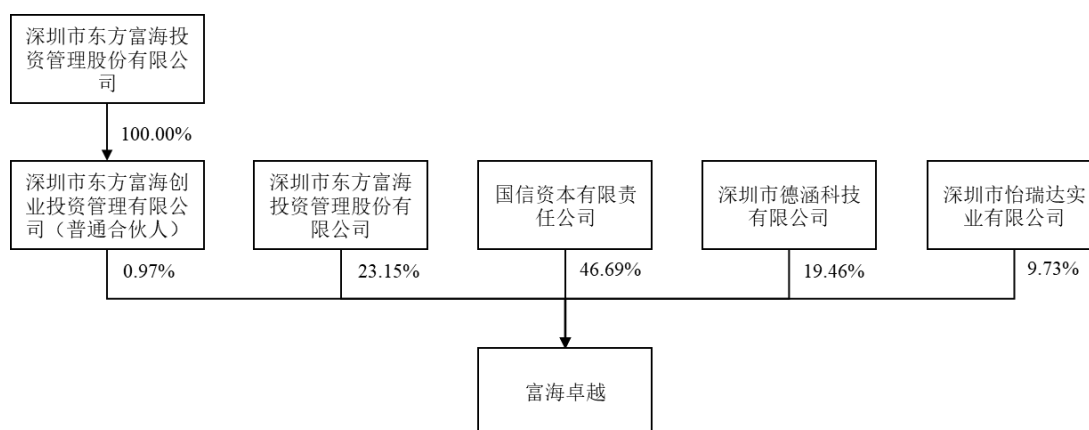 深圳市东方富海投
资管理股份有限公
司
100.00%
深圳市东方富海创
业投资管理有限公
司（普通合伙人）
深圳市东方富海
投资管理股份有
限公司
国信资本有限责
任公司
深圳市德涵科技
有限公司
深圳市怡瑞达实
业有限公司
0.97%
23.15%
46.69%
19.46%
9.73%
富海卓越